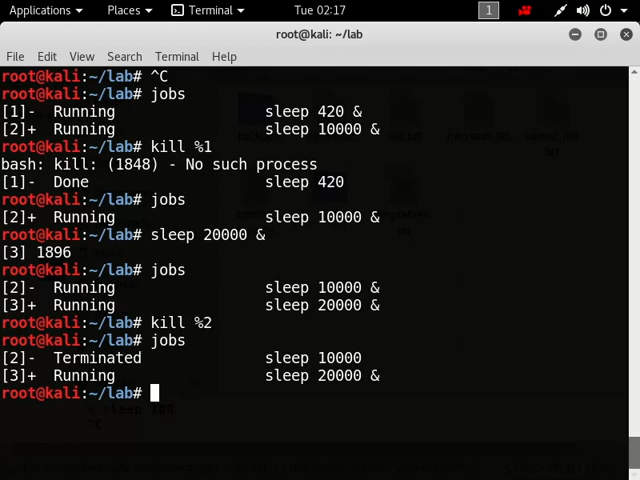 Applications Places Terminal Tue 02:17 1
root@kali: ~/lab
File Edit View Search Terminal Help
root@kali:~/lab# ^C
root@kali:~/lab# jobs
[1]-  Running                 sleep 420 &
[2]+  Running                 sleep 10000 &
root@kali:~/lab# kill %1
bash: kill: (1848) - No such process
[1]-  Done                    sleep 420
root@kali:~/lab# jobs
[2]+  Running                 sleep 10000 &
root@kali:~/lab# sleep 20000 &
[3] 1896
root@kali:~/lab# jobs
[2]-  Running                 sleep 10000 &
[3]+  Running                 sleep 20000 &
root@kali:~/lab# kill %2
root@kali:~/lab# jobs
[2]-  Terminated              sleep 10000
[3]+  Running                 sleep 20000 &
root@kali:~/lab#
^C